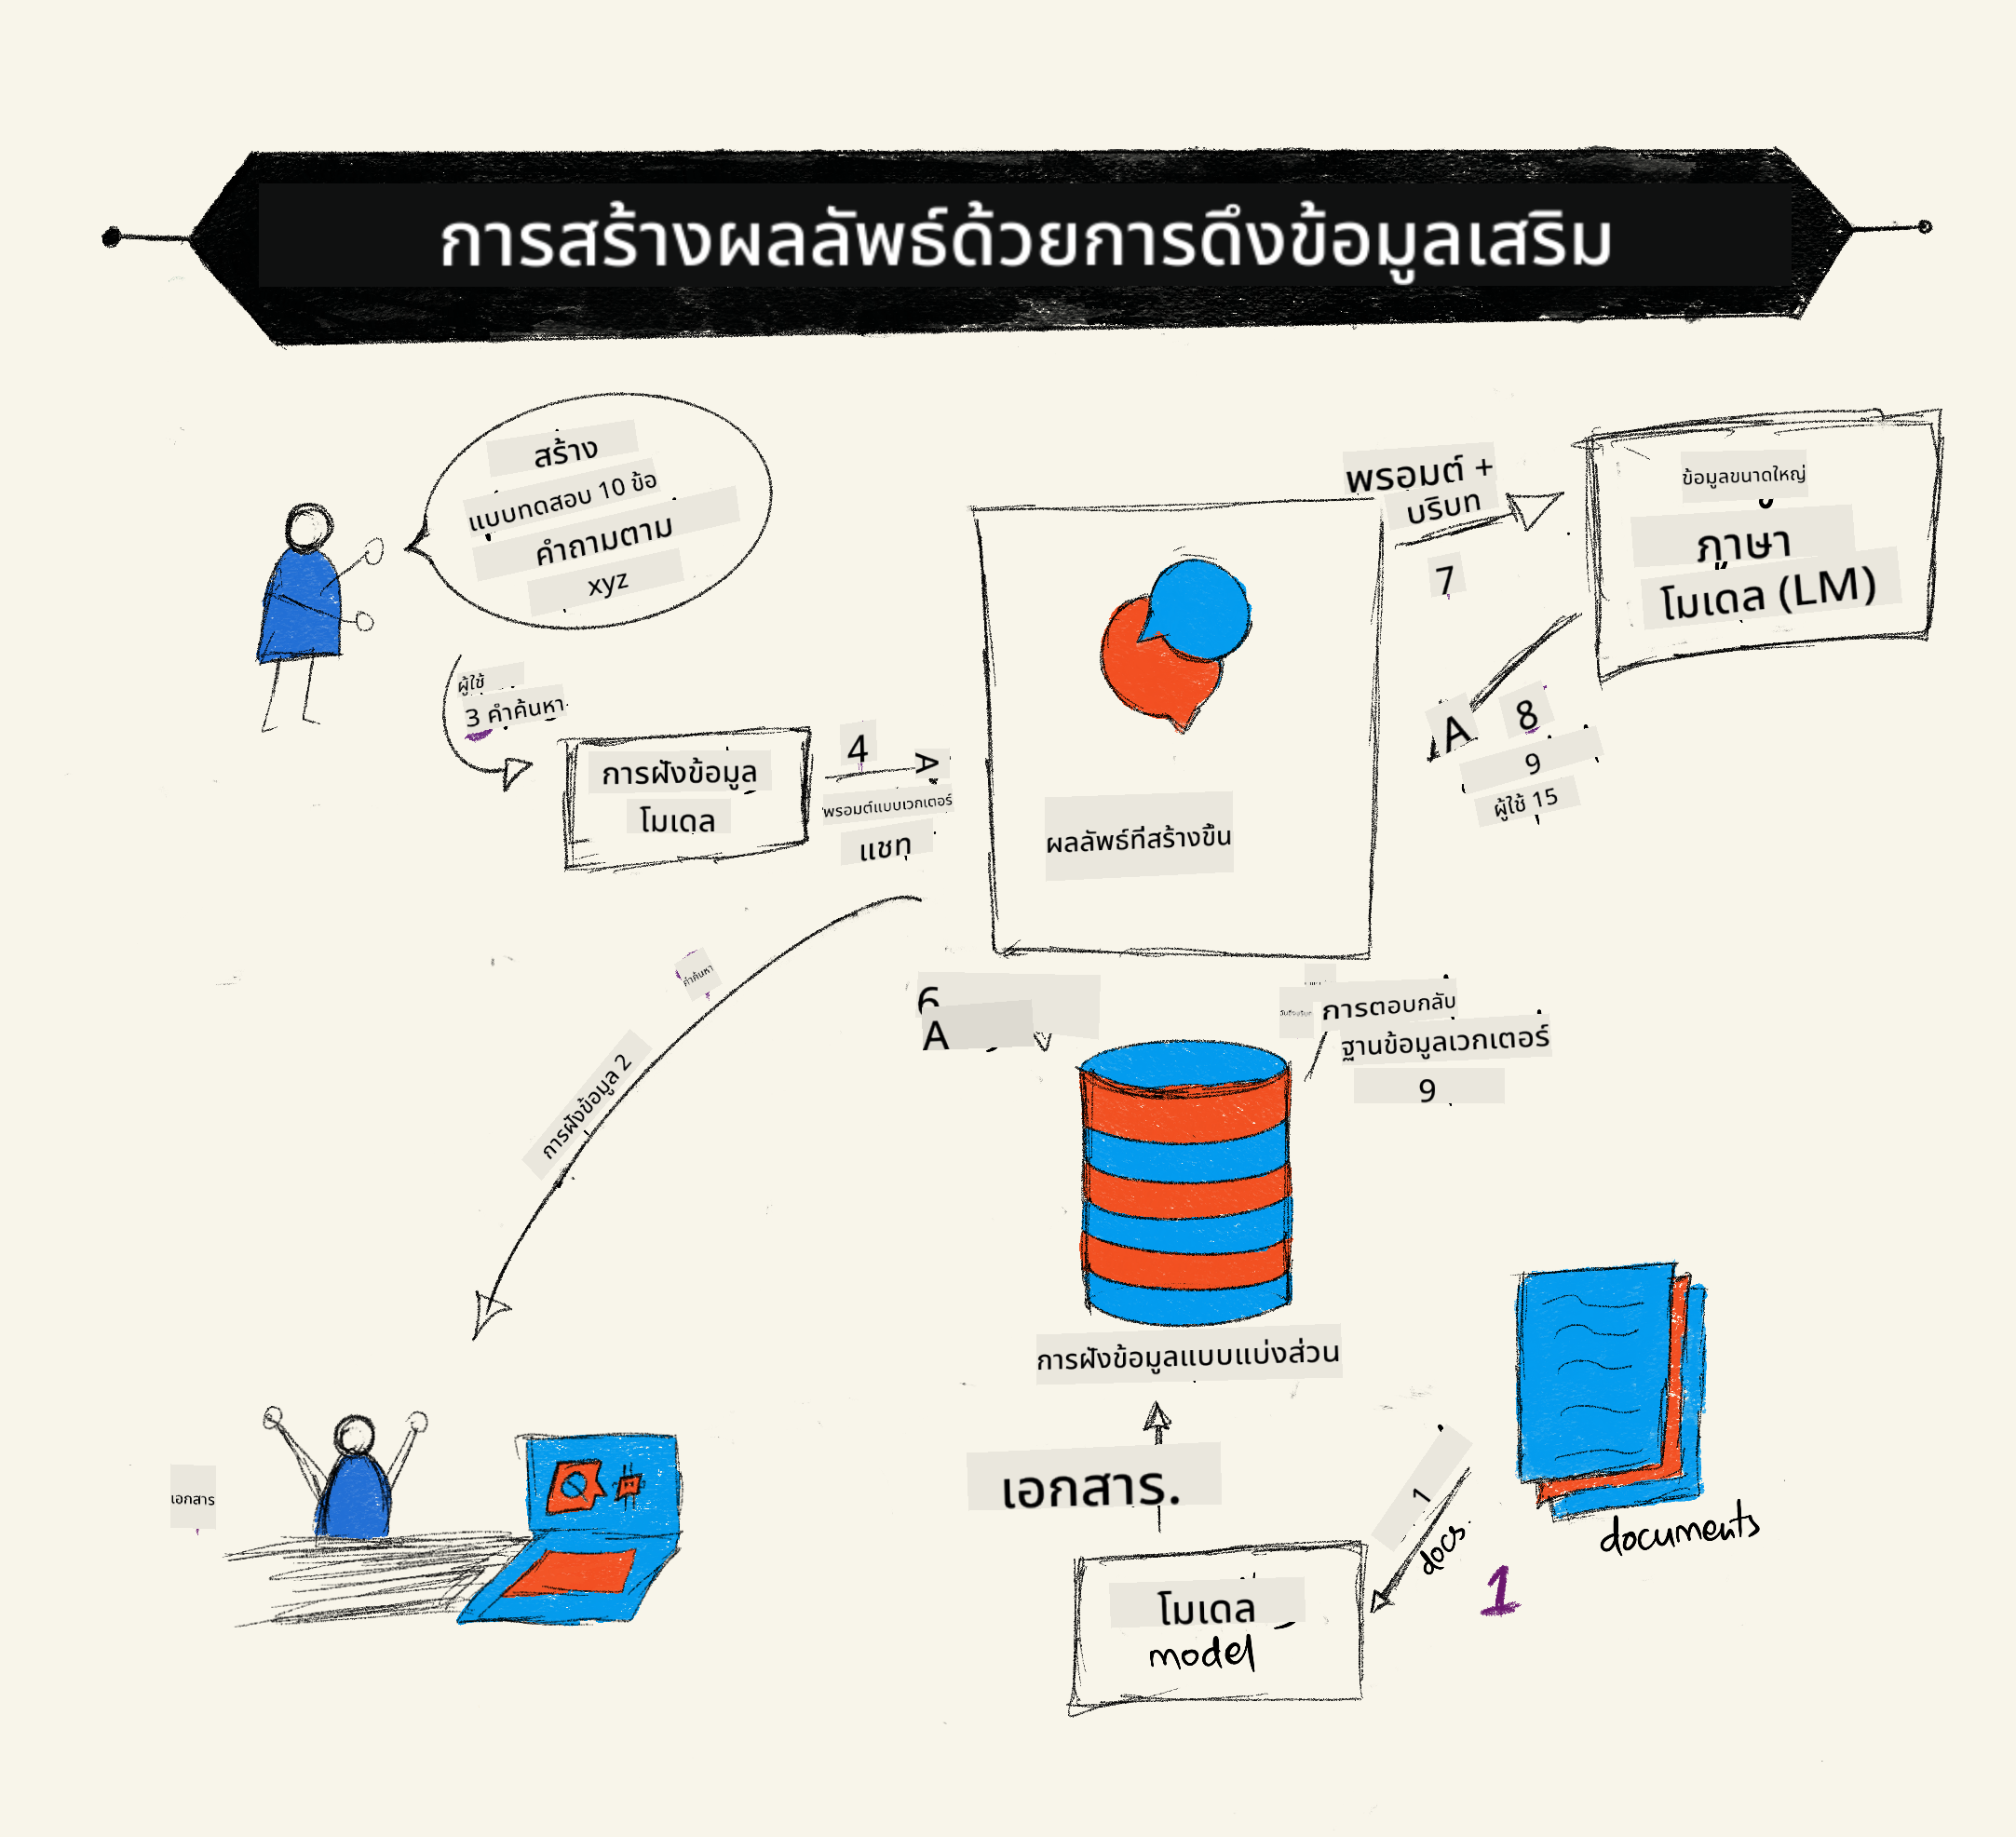 การสร้างผลลัพธ์ด้วยการดึงข้อมูลเสริม
สร้าง
แบบทดสอบ 10 ข้อ
คำถามตาม
xyz
ผู้ใช้
3 คำค้นหา
การฝังข้อมูล
โมเดล
4
A
พรอมต์แบบเวกเตอร์
แชท
ผลลัพธ์ที่สร้างขึ้น
พรอมต์ +
บริบท
7
ข้อมูลขนาดใหญ่
ภาษา
โมเดล (LM)
A
8
9
ผู้ใช้ 15
คำค้นหา
การฝังข้อมูล 2
6
A
การตอบกลับ
ฐานข้อมูลเวกเตอร์
9
การฝังข้อมูลแบบแบ่งส่วน
เอกสาร.
เอกสาร
1
docs.
documents
1
โมเดล
model